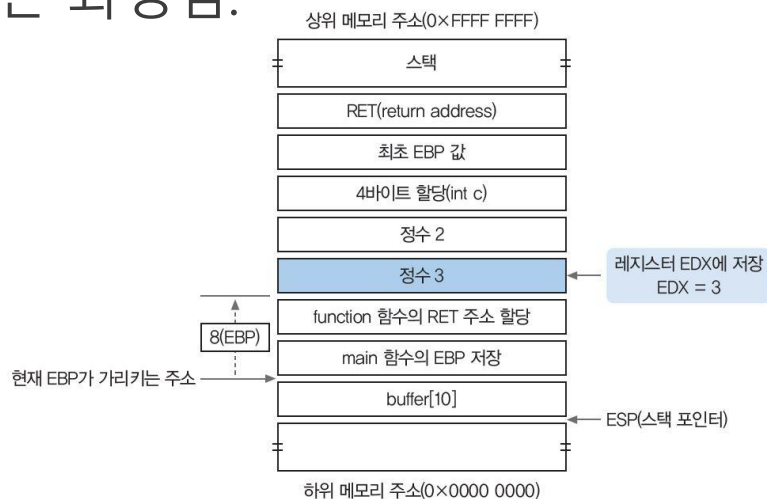 상위 메모리 주소(0×FFFF FFFF)
스택
RET(return address)
최초 EBP 값
4바이트 할당(int c)
정수 2
정수 3
레지스터 EDX에 저장
EDX = 3
function 함수의 RET 주소 할당
8(EBP)
main 함수의 EBP 저장
현재 EBP가 가리키는 주소
buffer[10]
ESP(스택 포인터)
하위 메모리 주소(0×0000 0000)